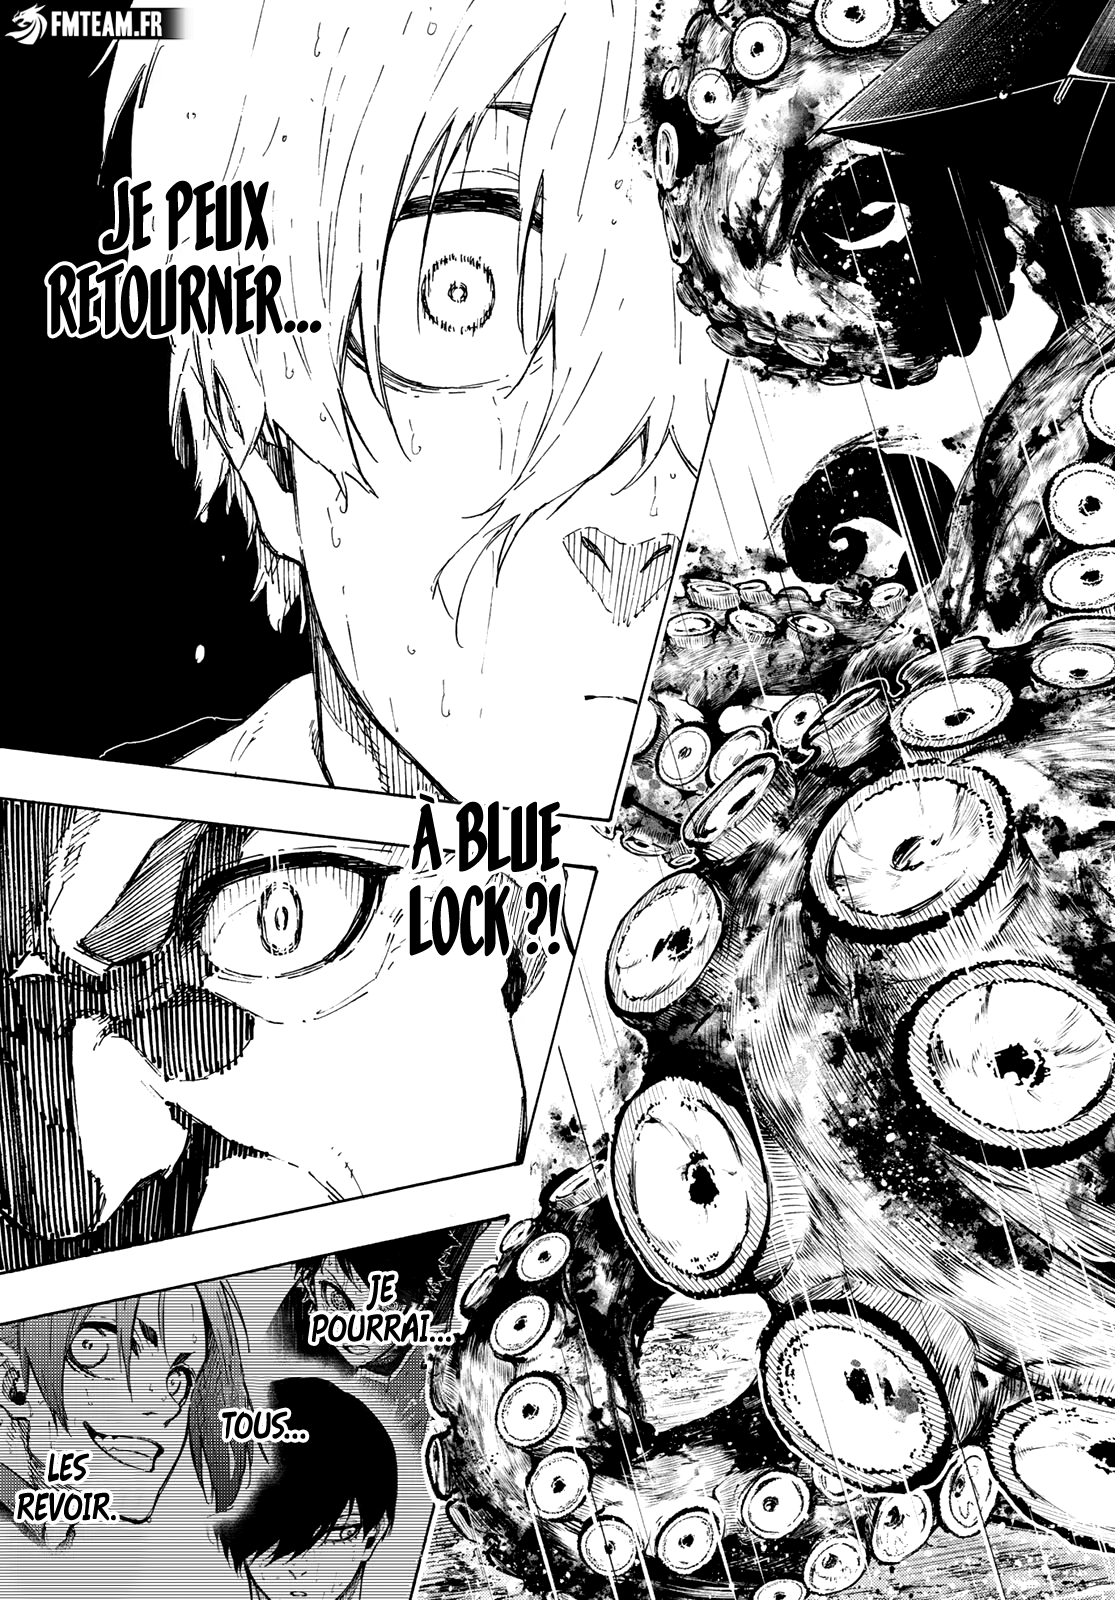 FMTEAM.FR
JE PEUX
RETOURNER...
À BLUE
LOCK ?!
JE
POURRAI...
TOUS...
LES
REVOIR.